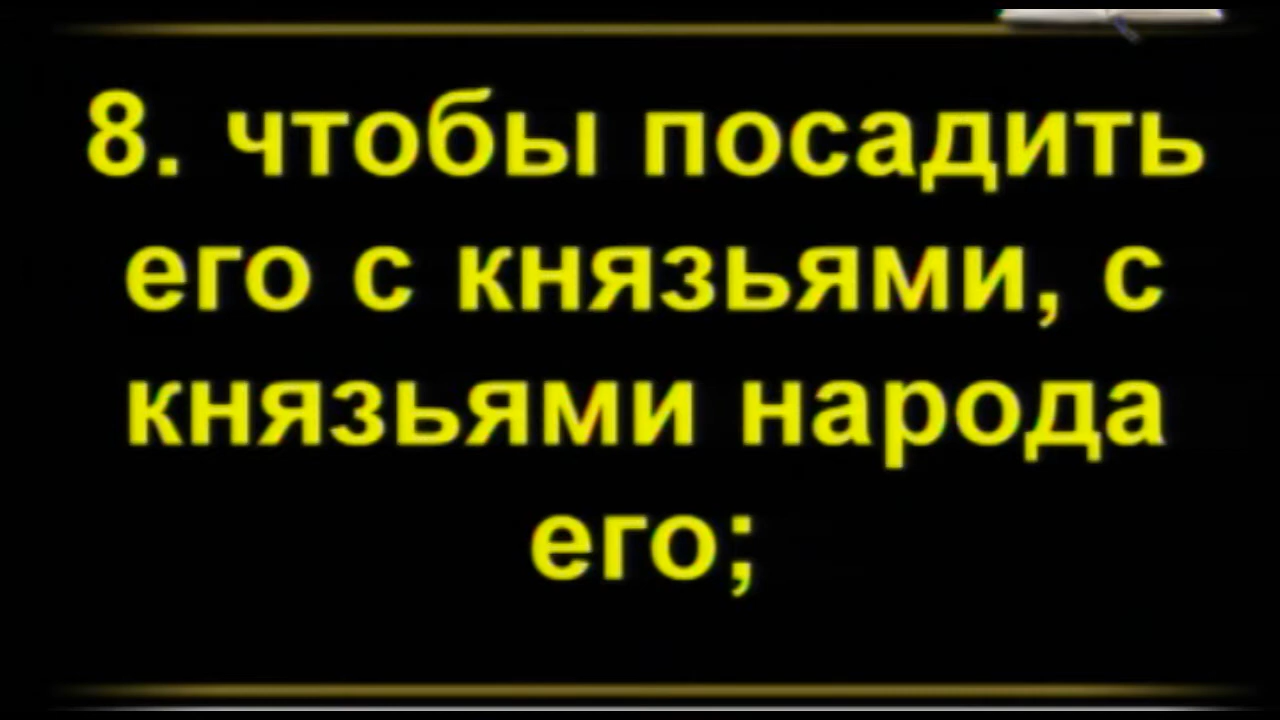 8. чтобы посадить
его с князьями, с
князьями народа
его;